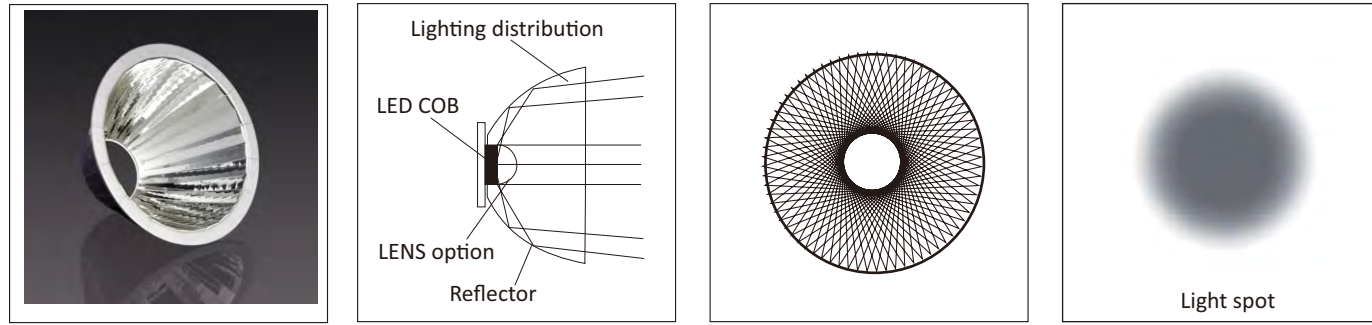 Lighting distribution
LED COB
LENS option
Reflector
Light spot